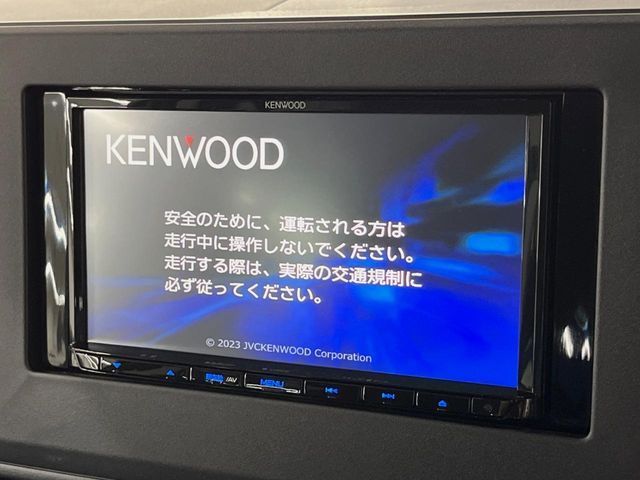 KENWOOD
KENWOOD
安全のために、運転される方は
走行中に操作しないでください。
走行する際は、実際の交通規制に
必ず従ってください。
© 2023 JVCKENWOOD Corporation
/AV
MENU